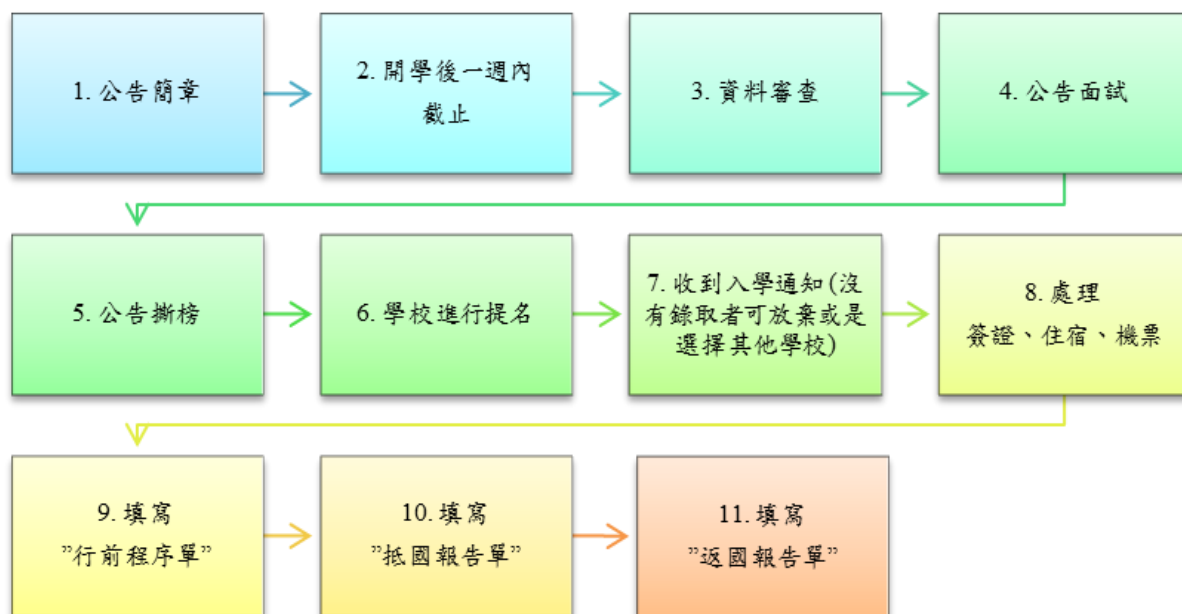 1. 公告簡章
2. 開學後一週內
截止
3. 資料審查
4. 公告面試
5. 公告撕榜
6. 學校進行提名
7. 收到入學通知(沒
有錄取者可放棄或是
選擇其他學校)
8. 處理
簽證、住宿、機票
9. 填寫
”行前程序單”
10. 填寫
”抵國報告單”
11. 填寫
”返國報告單”